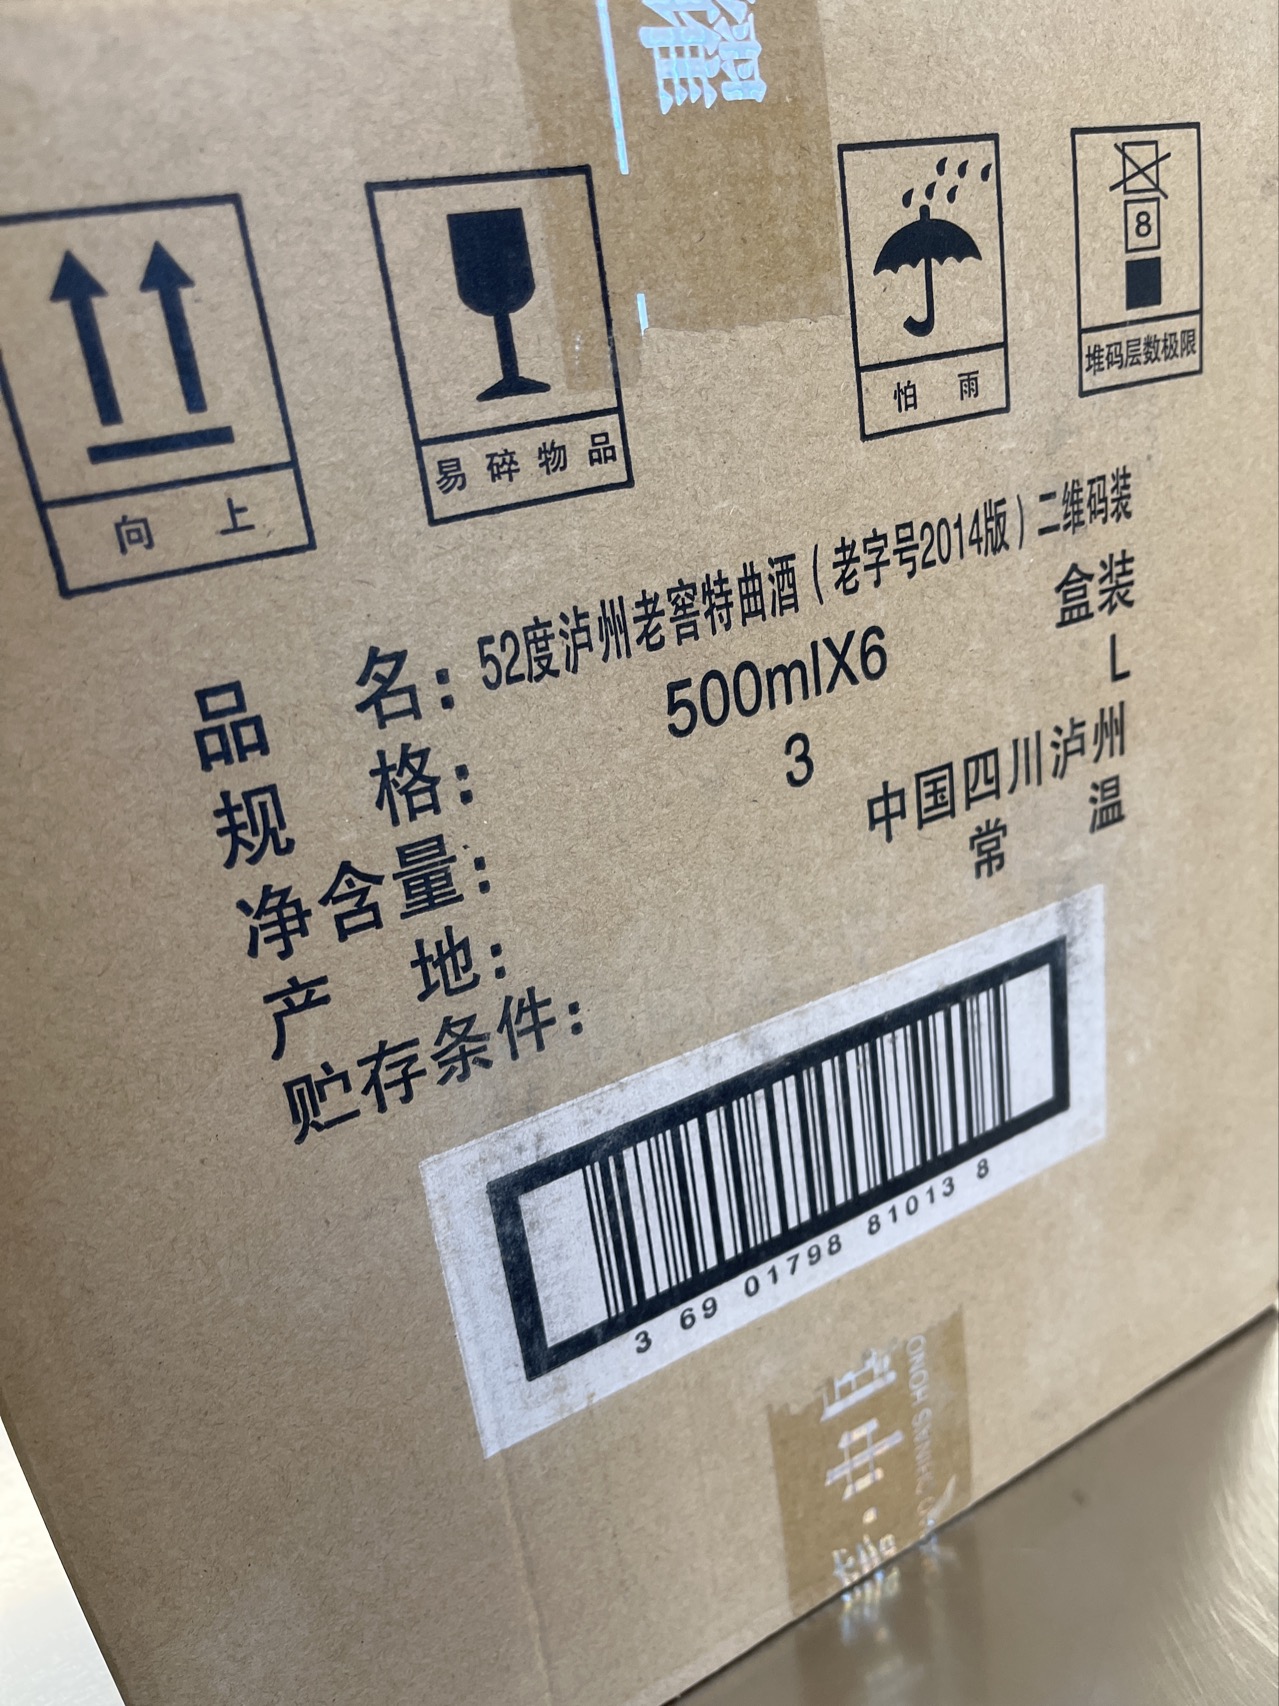 8
向 上
易碎物品
怕 雨
堆码层数极限
品 名：52度泸州老窖特曲酒（老字号2014版）二维码装
规 格： 500mlX6 盒装
净含量： 3 L
产 地： 中国四川泸州
贮存条件： 常 温
3 69 01798 81013 8